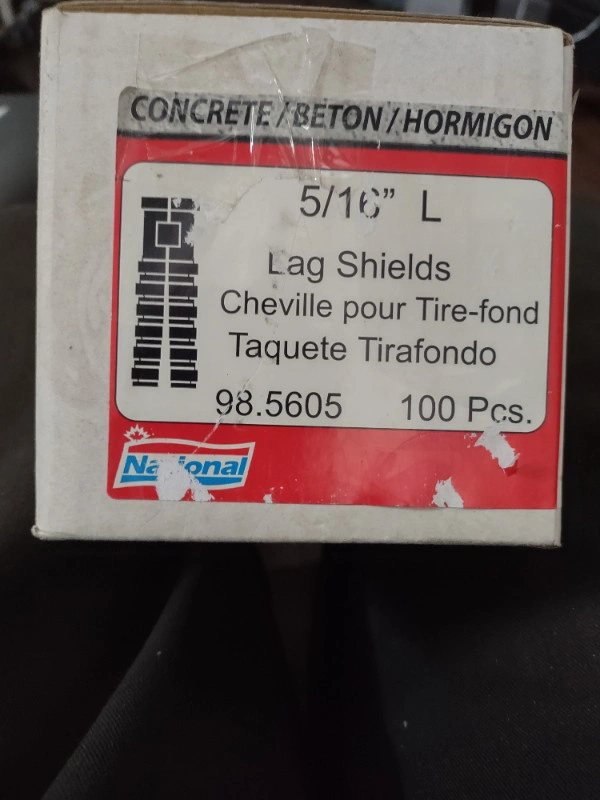 CONCRETE / BETON / HORMIGON
5/16” L
Lag Shields
Cheville pour Tire-fond
Taquete Tirafondo
98.5605 100 Pcs.
National